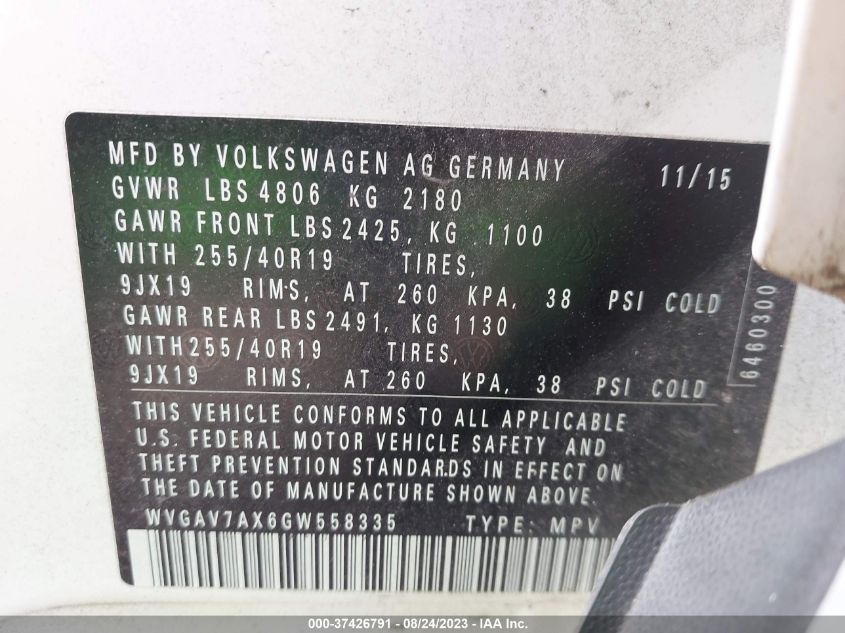 MFD BY VOLKSWAGEN AG GERMANY 11/15
GVWR LBS 4806 KG 2180
GAWR FRONT LBS 2425, KG 1100
WITH 255/40R19 TIRES,
9JX19 RIMS, AT 260 KPA, 38 PSI COLD
GAWR REAR LBS 2491, KG 1130
WITH255/40R19 TIRES,
9JX19 RIMS, AT 260 KPA, 38 PSI COLD
6460300
THIS VEHICLE CONFORMS TO ALL APPLICABLE
U.S. FEDERAL MOTOR VEHICLE SAFETY AND
THEFT PREVENTION STANDARDS IN EFFECT ON
THE DATE OF MANUFACTURE SHOWN ABOVE.
WVGAV7AX6GW558335 TYPE: MPV
000-37426791 - 08/24/2023 - IAAI. Inc.